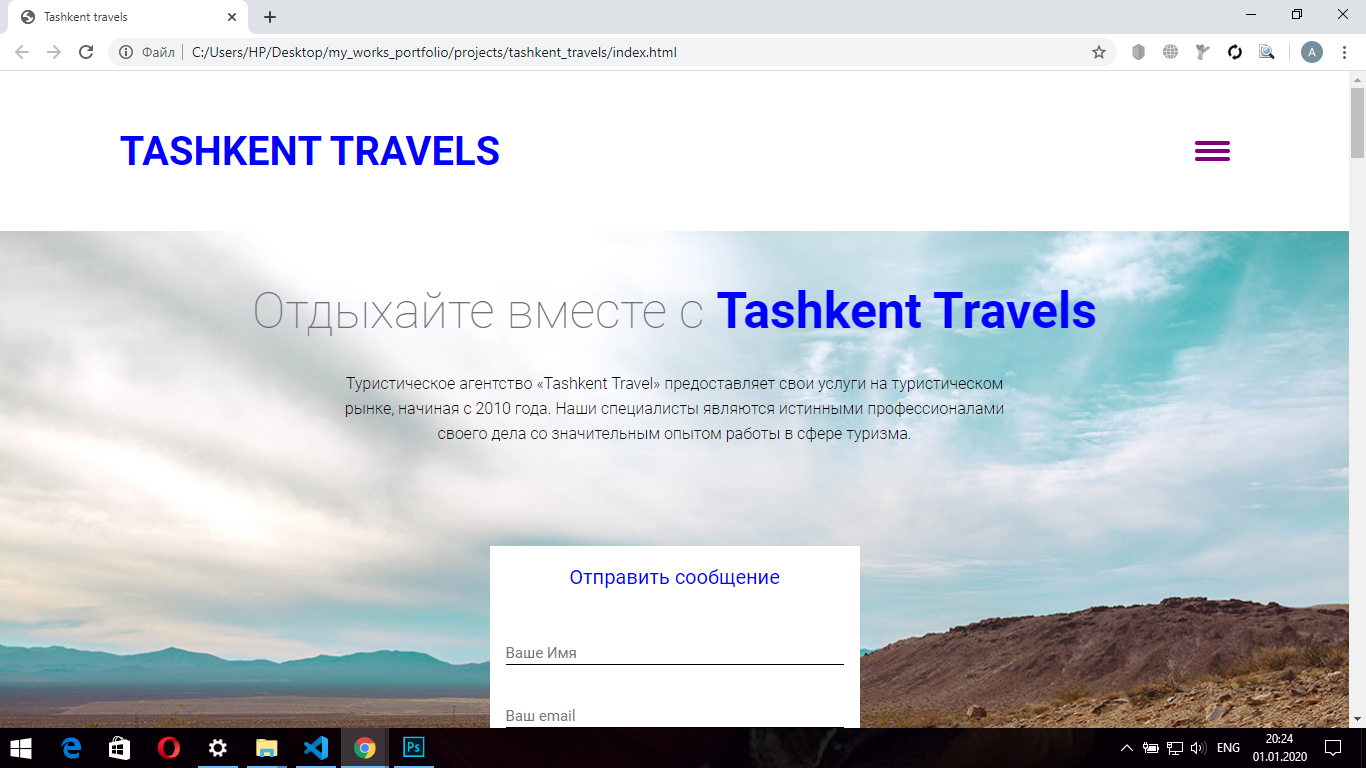 Tashkent travels
Файл
C:/Users/HP/Desktop/my_works_portfolio/projects/tashkent_travels/index.html
A
TASHKENT TRAVELS
Отдыхайте вместе с Tashkent Travels
Туристическое агентство «Tashkent Travel» предоставляет свои услуги на туристическом
рынке, начиная с 2010 года. Наши специалисты являются истинными профессионалами
своего дела со значительным опытом работы в сфере туризма.
Отправить сообщение
Ваше Имя
Ваш email
Ps
ENG
20:24
01.01.2020